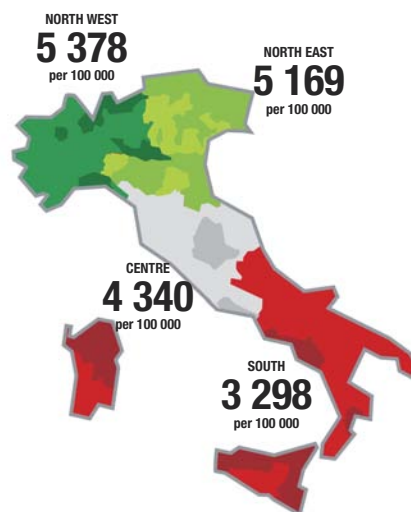 NORTH WEST
5 378
per 100 000
NORTH EAST
5 169
per 100 000
CENTRE
4 340
per 100 000
SOUTH
3 298
per 100 000